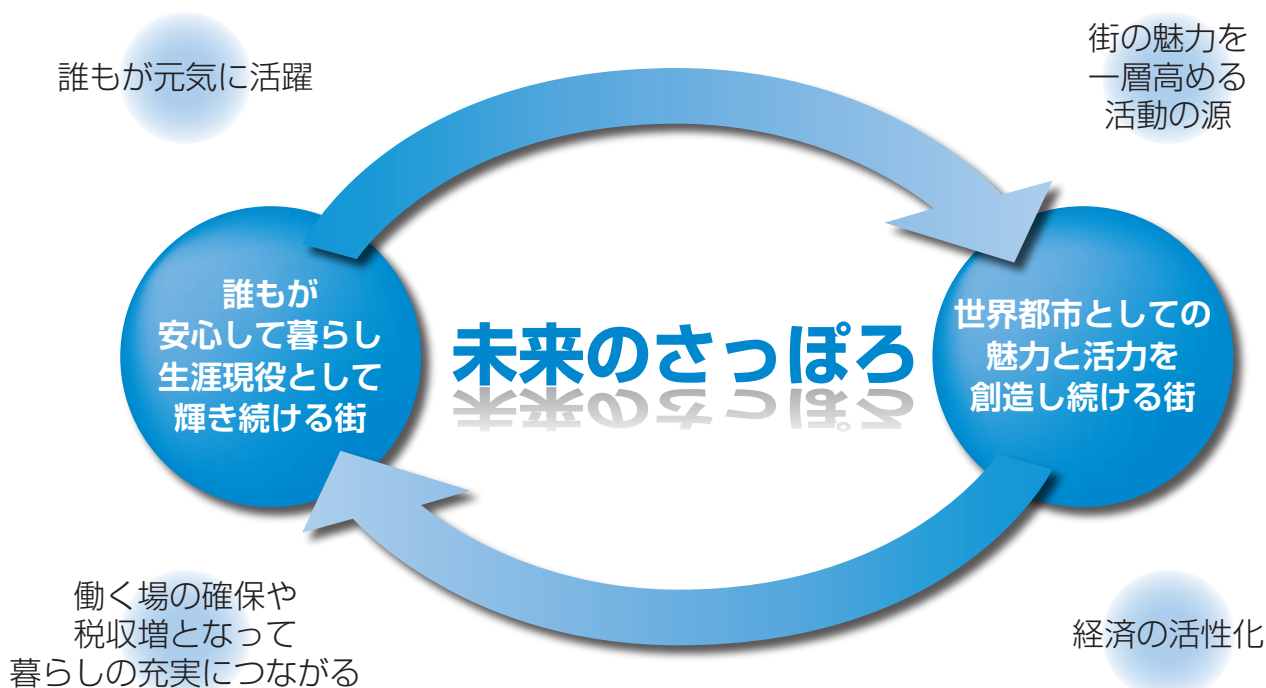 誰もが元気に活躍
街の魅力を
一層高める
活動の源
誰もが
安心して暮らし
生涯現役として
輝き続ける街
未来のさっぽろ
世界都市としての
魅力と活力を
創造し続ける街
働く場の確保や
税収増となって
暮らしの充実につながる
経済の活性化